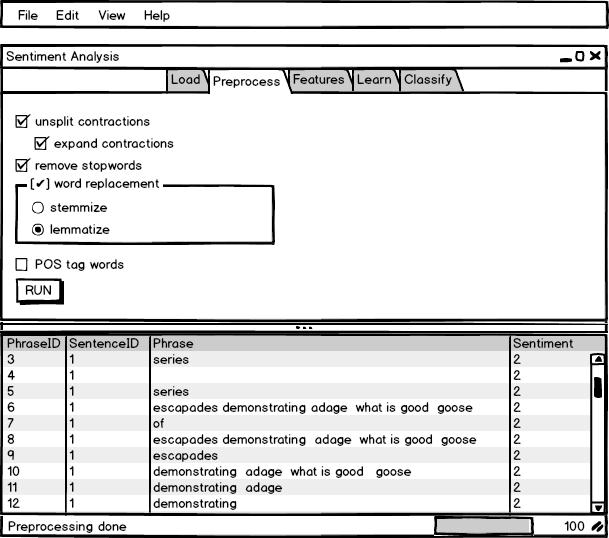 File Edit View Help
Sentiment Analysis
Load Preprocess Features Learn Classify
unsplit contractions
expand contractions
remove stopwords
[✔] word replacement
stemmize
lemmatize
POS tag words
RUN
PhraseID SentenceID Phrase Sentiment
3 1 series 2
4 1 2
5 1 series 2
6 1 escapades demonstrating adage what is good goose 2
7 1 of 2
8 1 escapades demonstrating adage what is good goose 2
9 1 escapades 2
10 1 demonstrating adage what is good goose 2
11 1 demonstrating adage 2
12 1 demonstrating 2
Preprocessing done 100